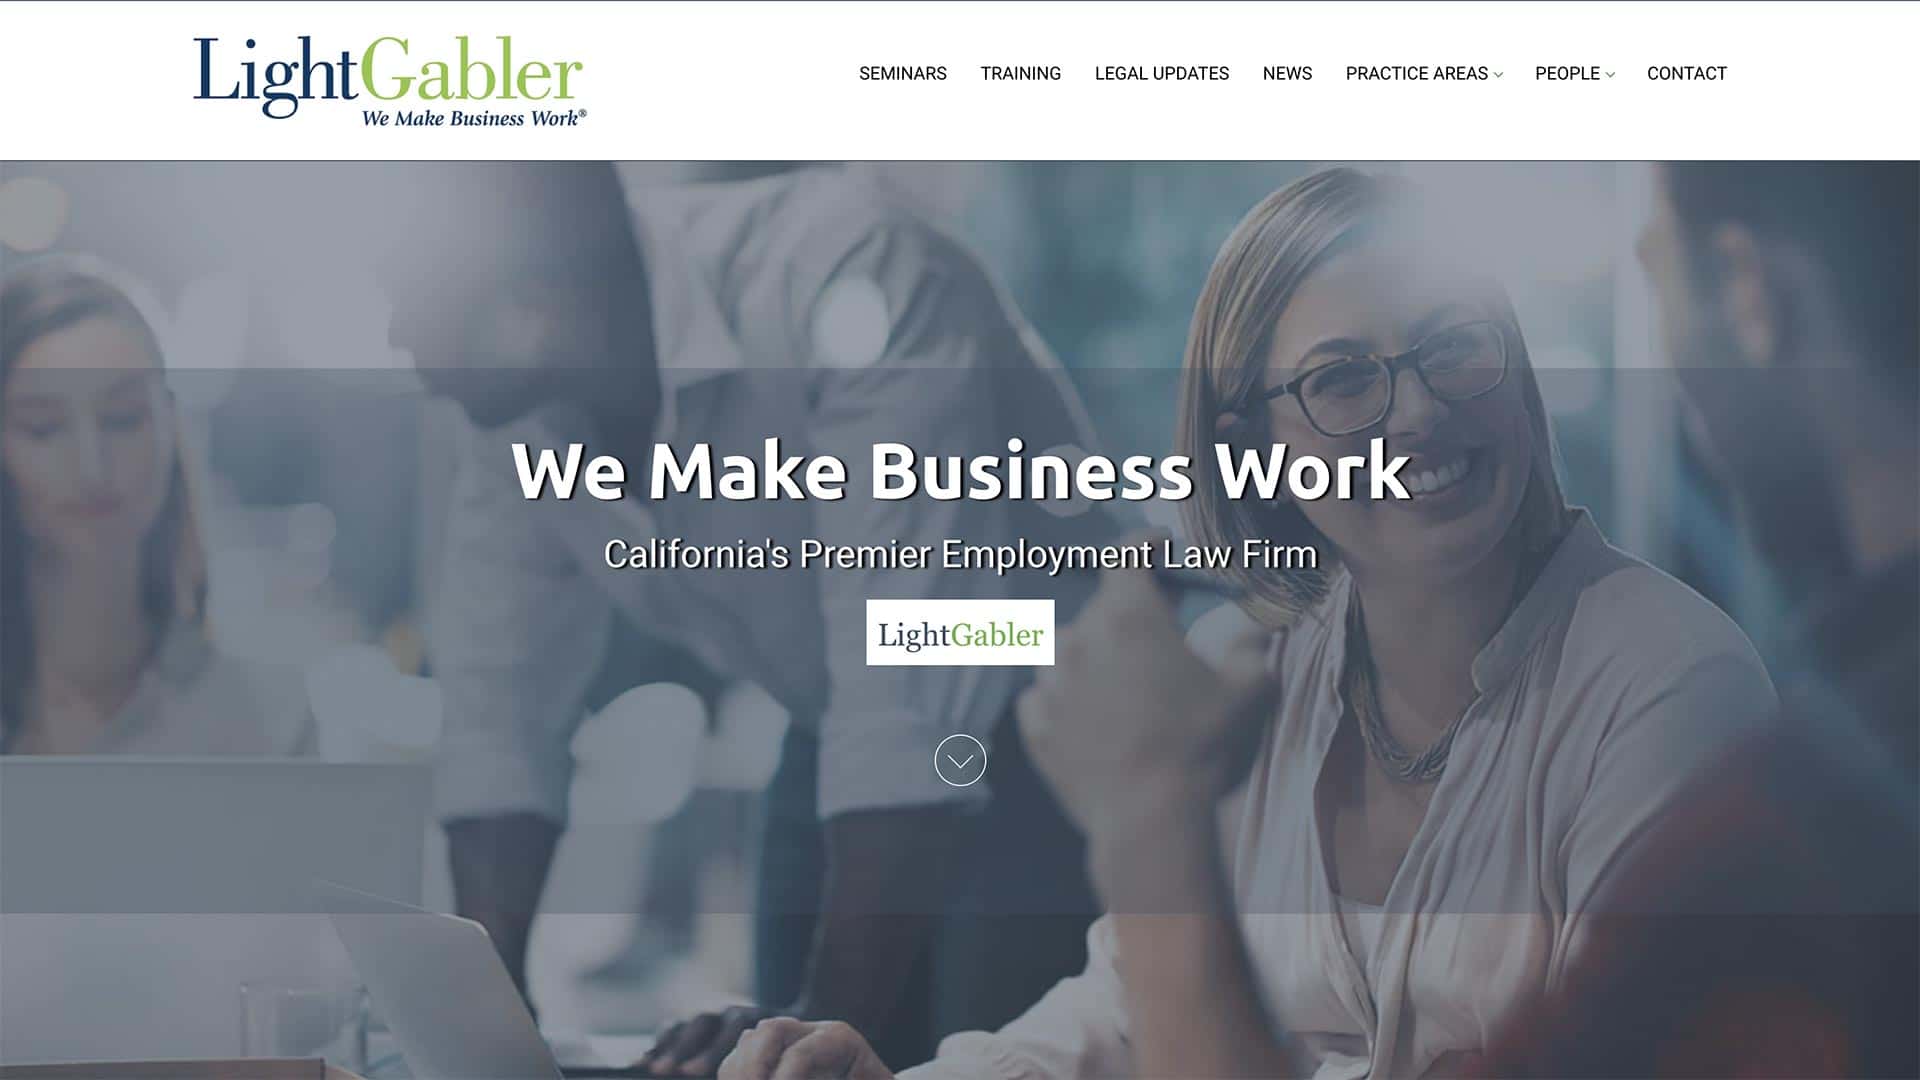 LightGabler
We Make Business Work®
SEMINARS
TRAINING
LEGAL UPDATES
NEWS
PRACTICE AREAS
PEOPLE
CONTACT
We Make Business Work
California's Premier Employment Law Firm
LightGabler